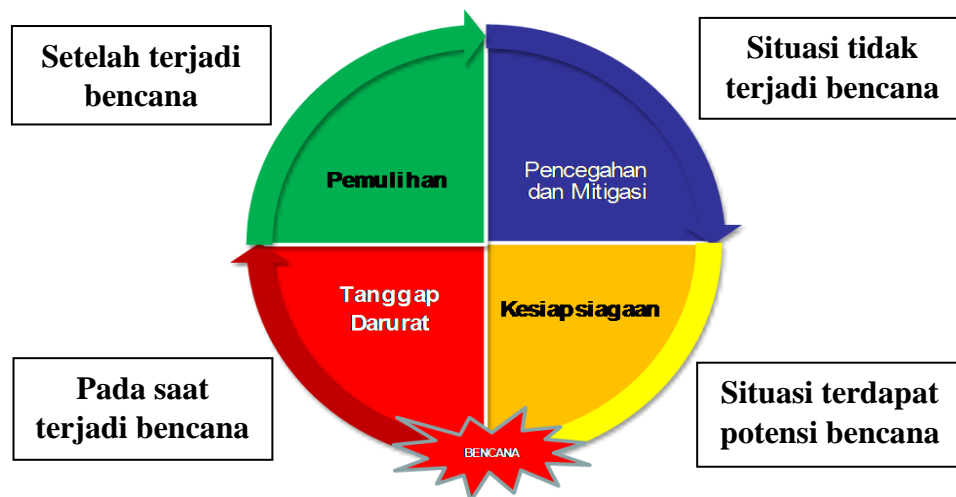 Setelah terjadi
bencana
Situasi tidak
terjadi bencana
Pemulihan
Pencegahan
dan Mitigasi
Tanggap
Darurat
Kesiapsiagaan
Pada saat
terjadi bencana
Situasi terdapat
potensi bencana
BENCANA